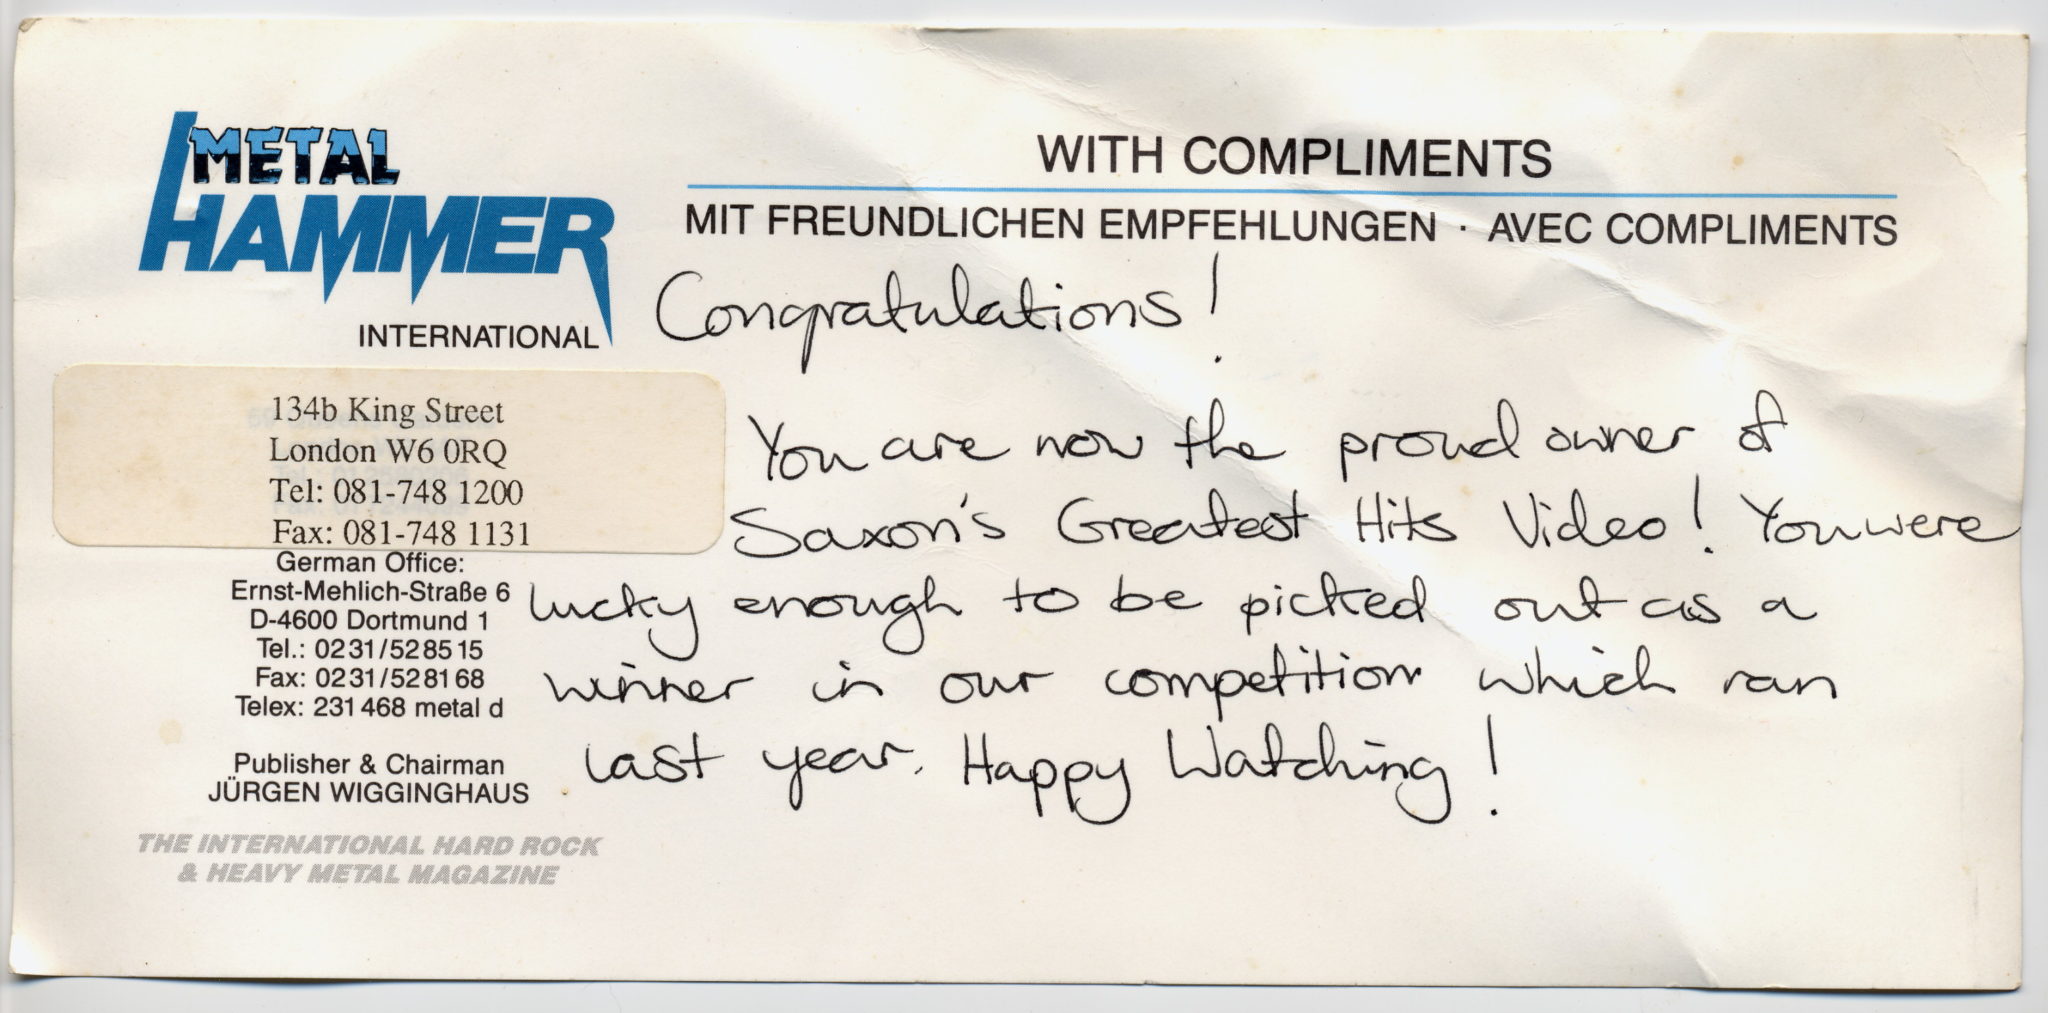 METAL
HAMMER
INTERNATIONAL
134b King Street
London W6 0RQ
Tel: 081-748 1200
Fax: 081-748 1131
German Office:
Ernst-Mehlich-Straße 6
D-4600 Dortmund 1
Tel.: 0231/528515
Fax: 0231/528168
Telex: 231468 metal d
Publisher & Chairman
JÜRGEN WIGGINGHAUS
THE INTERNATIONAL HARD ROCK
& HEAVY METAL MAGAZINE
WITH COMPLIMENTS
MIT FREUNDLICHEN EMPFEHLUNGEN · AVEC COMPLIMENTS
Congratulations!
You are now the proud owner of
Saxon's Greatest Hits Video! You were
lucky enough to be picked out as a
winner in our competition which ran
last year. Happy Watching!